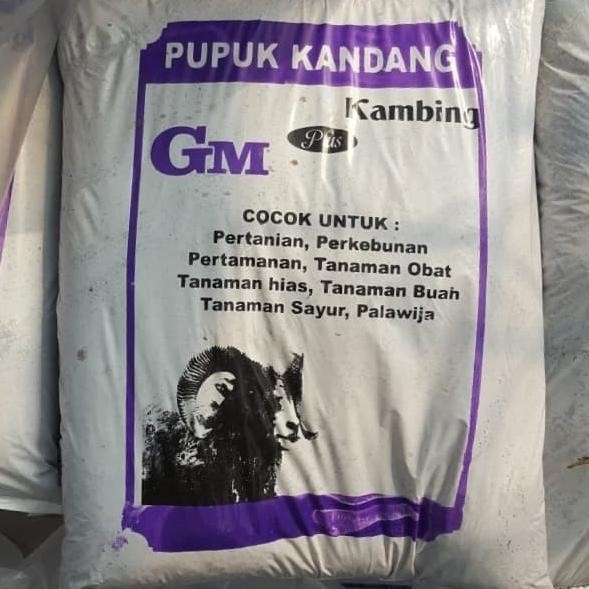 PUPUK KANDANG
Kambing
GM Plus
COCOK UNTUK :
Pertanian, Perkebunan
Pertamanan, Tanaman Obat
Tanaman hias, Tanaman Buah
Tanaman Sayur, Palawija